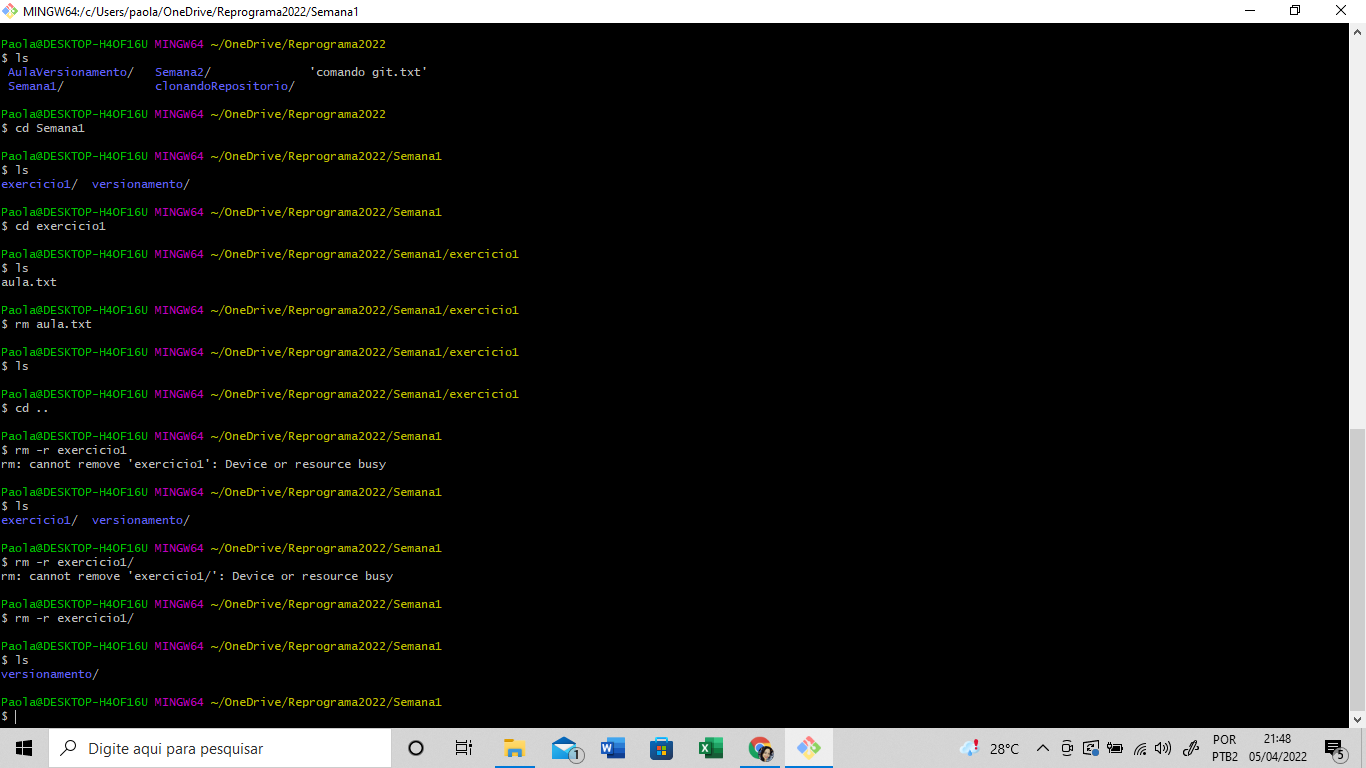 MINGW64:/c/Users/paola/OneDrive/Reprograma2022/Semana1
Paola@DESKTOP-H4OF16U MINGW64 ~/OneDrive/Reprograma2022
$ ls
AulaVersionamento/ Semana2/ 'comando git.txt'
Semana1/ clonandoRepositorio/
Paola@DESKTOP-H4OF16U MINGW64 ~/OneDrive/Reprograma2022
$ cd Semana1
Paola@DESKTOP-H4OF16U MINGW64 ~/OneDrive/Reprograma2022/Semana1
$ ls
exercicio1/ versionamento/
Paola@DESKTOP-H4OF16U MINGW64 ~/OneDrive/Reprograma2022/Semana1
$ cd exercicio1
Paola@DESKTOP-H4OF16U MINGW64 ~/OneDrive/Reprograma2022/Semana1/exercicio1
$ ls
aula.txt
Paola@DESKTOP-H4OF16U MINGW64 ~/OneDrive/Reprograma2022/Semana1/exercicio1
$ rm aula.txt
Paola@DESKTOP-H4OF16U MINGW64 ~/OneDrive/Reprograma2022/Semana1/exercicio1
$ ls
Paola@DESKTOP-H4OF16U MINGW64 ~/OneDrive/Reprograma2022/Semana1/exercicio1
$ cd ..
Paola@DESKTOP-H4OF16U MINGW64 ~/OneDrive/Reprograma2022/Semana1
$ rm -r exercicio1
rm: cannot remove 'exercicio1': Device or resource busy
Paola@DESKTOP-H4OF16U MINGW64 ~/OneDrive/Reprograma2022/Semana1
$ ls
exercicio1/ versionamento/
Paola@DESKTOP-H4OF16U MINGW64 ~/OneDrive/Reprograma2022/Semana1
$ rm -r exercicio1/
rm: cannot remove 'exercicio1/': Device or resource busy
Paola@DESKTOP-H4OF16U MINGW64 ~/OneDrive/Reprograma2022/Semana1
$ rm -r exercicio1/
Paola@DESKTOP-H4OF16U MINGW64 ~/OneDrive/Reprograma2022/Semana1
$ ls
versionamento/
Paola@DESKTOP-H4OF16U MINGW64 ~/OneDrive/Reprograma2022/Semana1
$
Digite aqui para pesquisar
1
28°C
POR
PTB2
21:48
05/04/2022
5